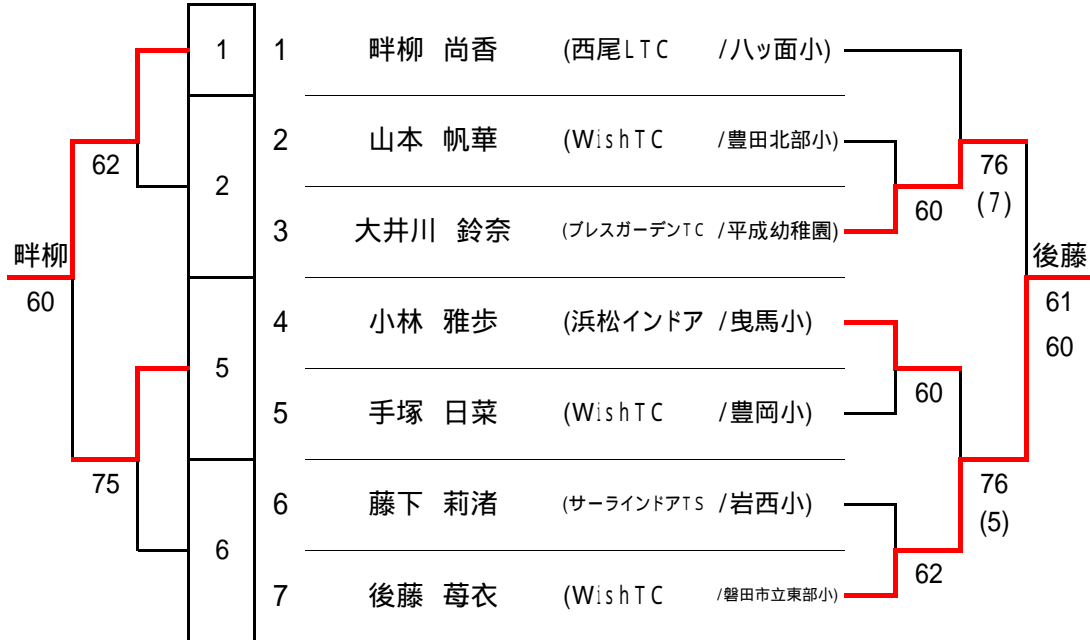 1 1 畔柳 尚香 (西尾LTC /八ッ面小)
2 山本 帆華 (WishTC /豊田北部小)
62 2 76
(7)
60
3 大井川 鈴奈 (ブレスガーデンTC /平成幼稚園)
畔柳 後藤
60 61
4 小林 雅歩 (浜松インドア /曳馬小)
60
5 60
5 手塚 日菜 (WishTC /豊岡小)
75 76
6 藤下 莉渚 (サーラインドアTS /岩西小)
(5)
6
62
7 後藤 苺衣 (WishTC /磐田市立東部小)